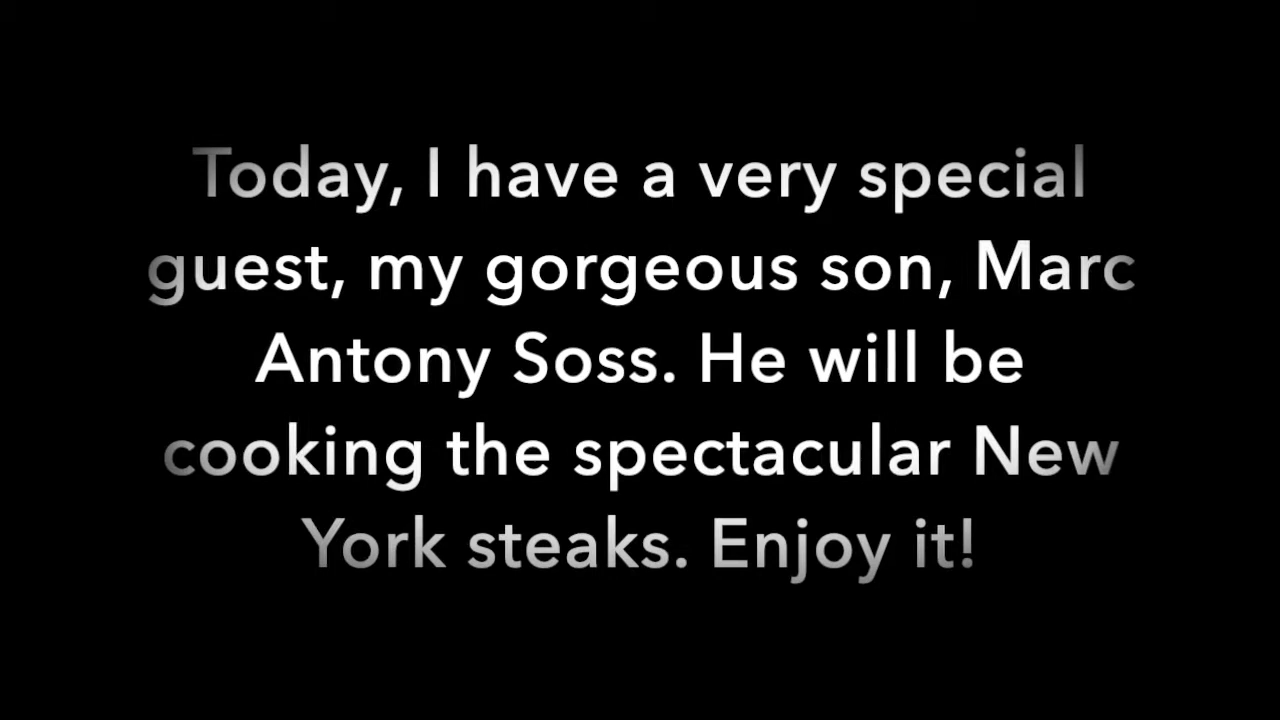 Today, I have a very special
guest, my gorgeous son, Marc
Antony Soss. He will be
cooking the spectacular New
York steaks. Enjoy it!